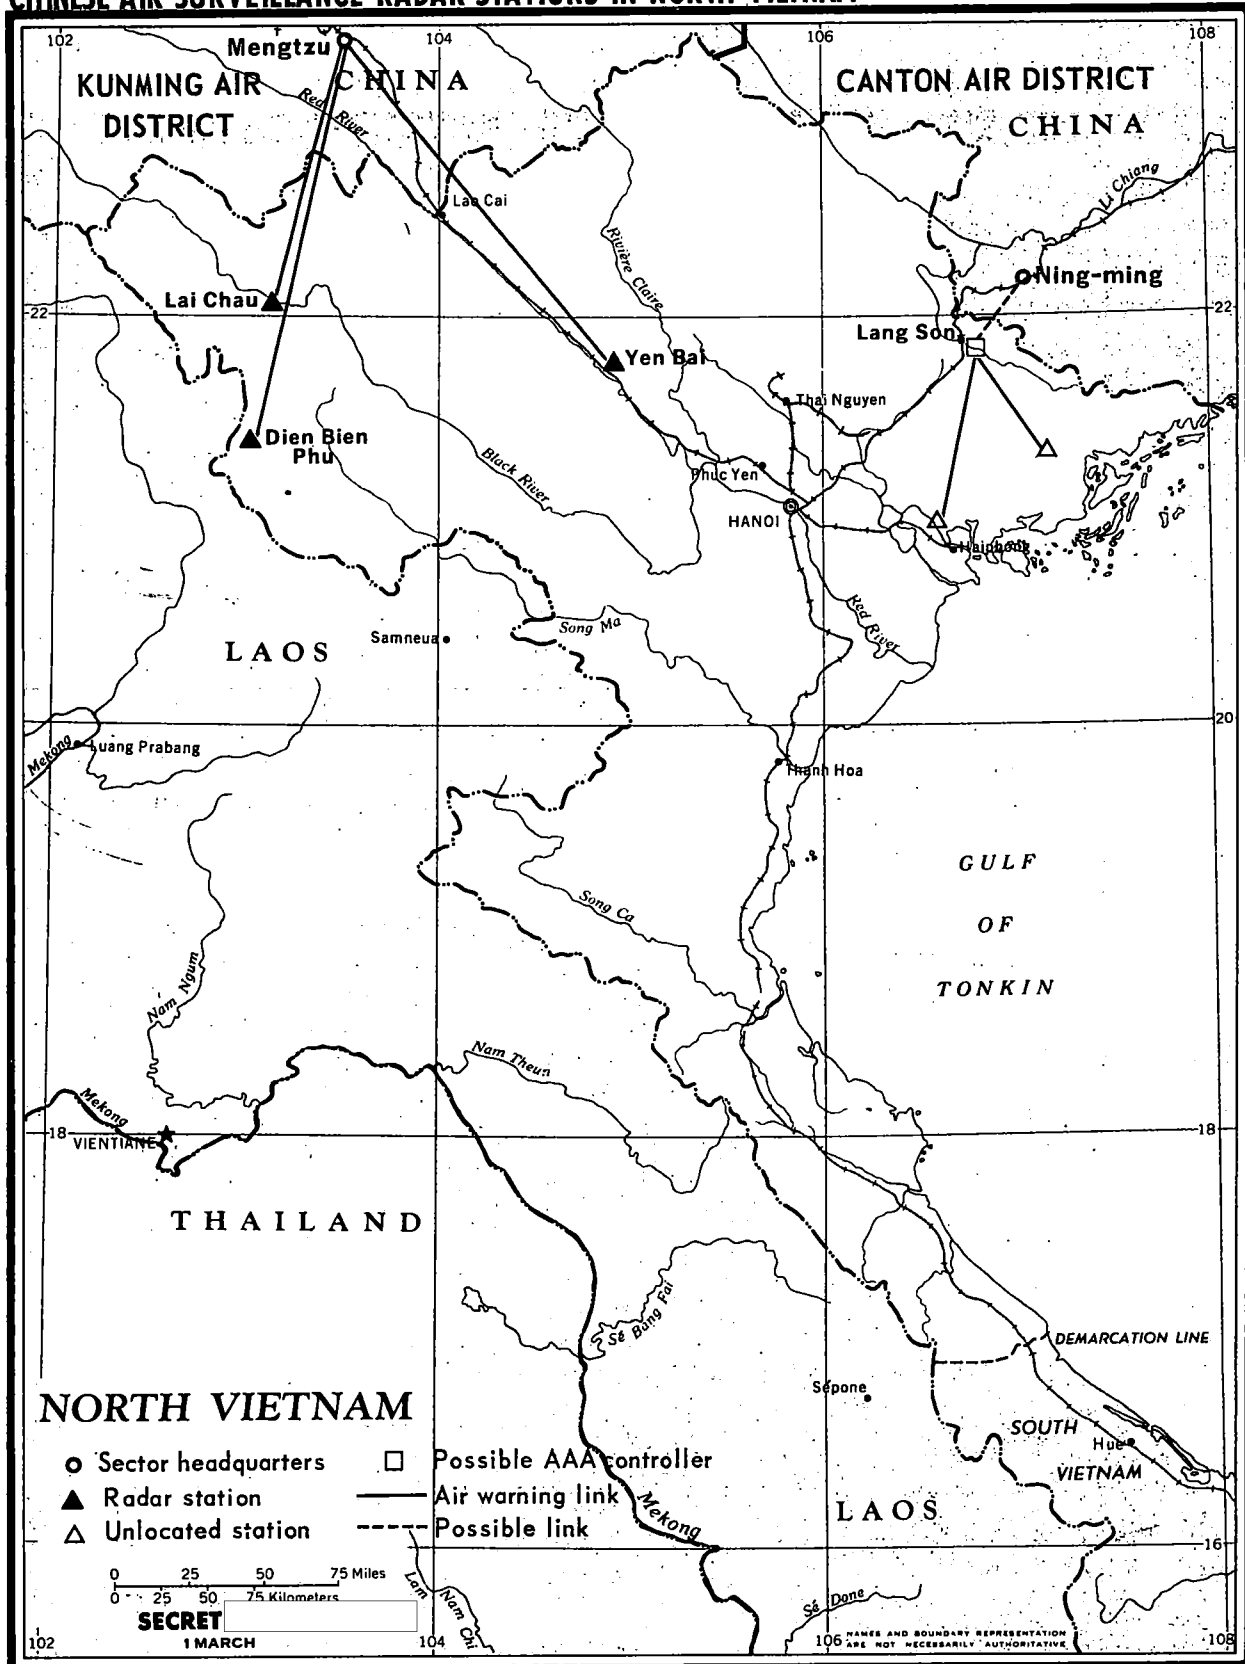 CHINESE AIR SURVEILLANCE RADAR STATIONS IN NORTH VIETNAM
102
104
106
108
Mengtzu
KUNMING AIR
DISTRICT
CHINA
CANTON AIR DISTRICT
CHINA
Red River
Li Chiang
Lao Cai
Rivière Claire
Ning-ming
Lai Chau
22
22
Lang Son
Yen Bai
Thai Nguyen
Dien Bien
Phu
Black River
Phuc Yen
HANOI
Haiphong
Red River
Song Ma
Samneua
LAOS
20
Mekong
Luang Prabang
Thanh Hoa
GULF
OF
TONKIN
Song Ca
Nam Ngum
Nam Theun
Mekong
18
VIENTIANE
18
THAILAND
Sé Bang Fai
DEMARCATION LINE
Sépone
NORTH VIETNAM
SOUTH
VIETNAM
Hue
Sector headquarters
Possible AAA controller
Radar station
Air warning link
Unlocated station
Possible link
Mekong
LAOS
16
0 25 50 75 Miles
0 25 50 75 Kilometers
Lam
Nam Chi
Sé Done
SECRET
1 MARCH
102
104
106
108
NAMES AND BOUNDARY REPRESENTATION
ARE NOT NECESSARILY AUTHORITATIVE